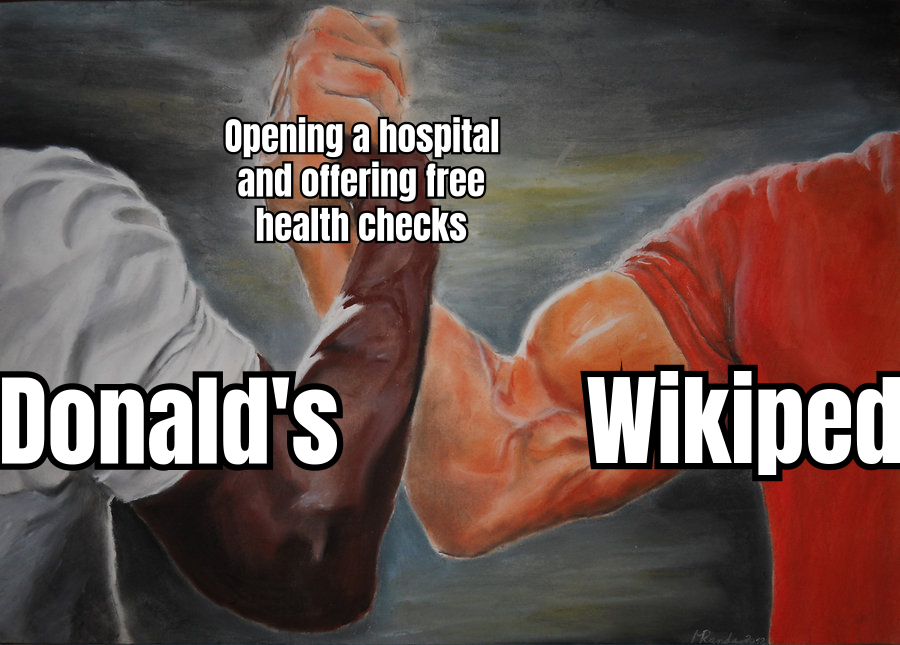 Opening a hospital
and offering free
health checks
Donald's
Wikiped